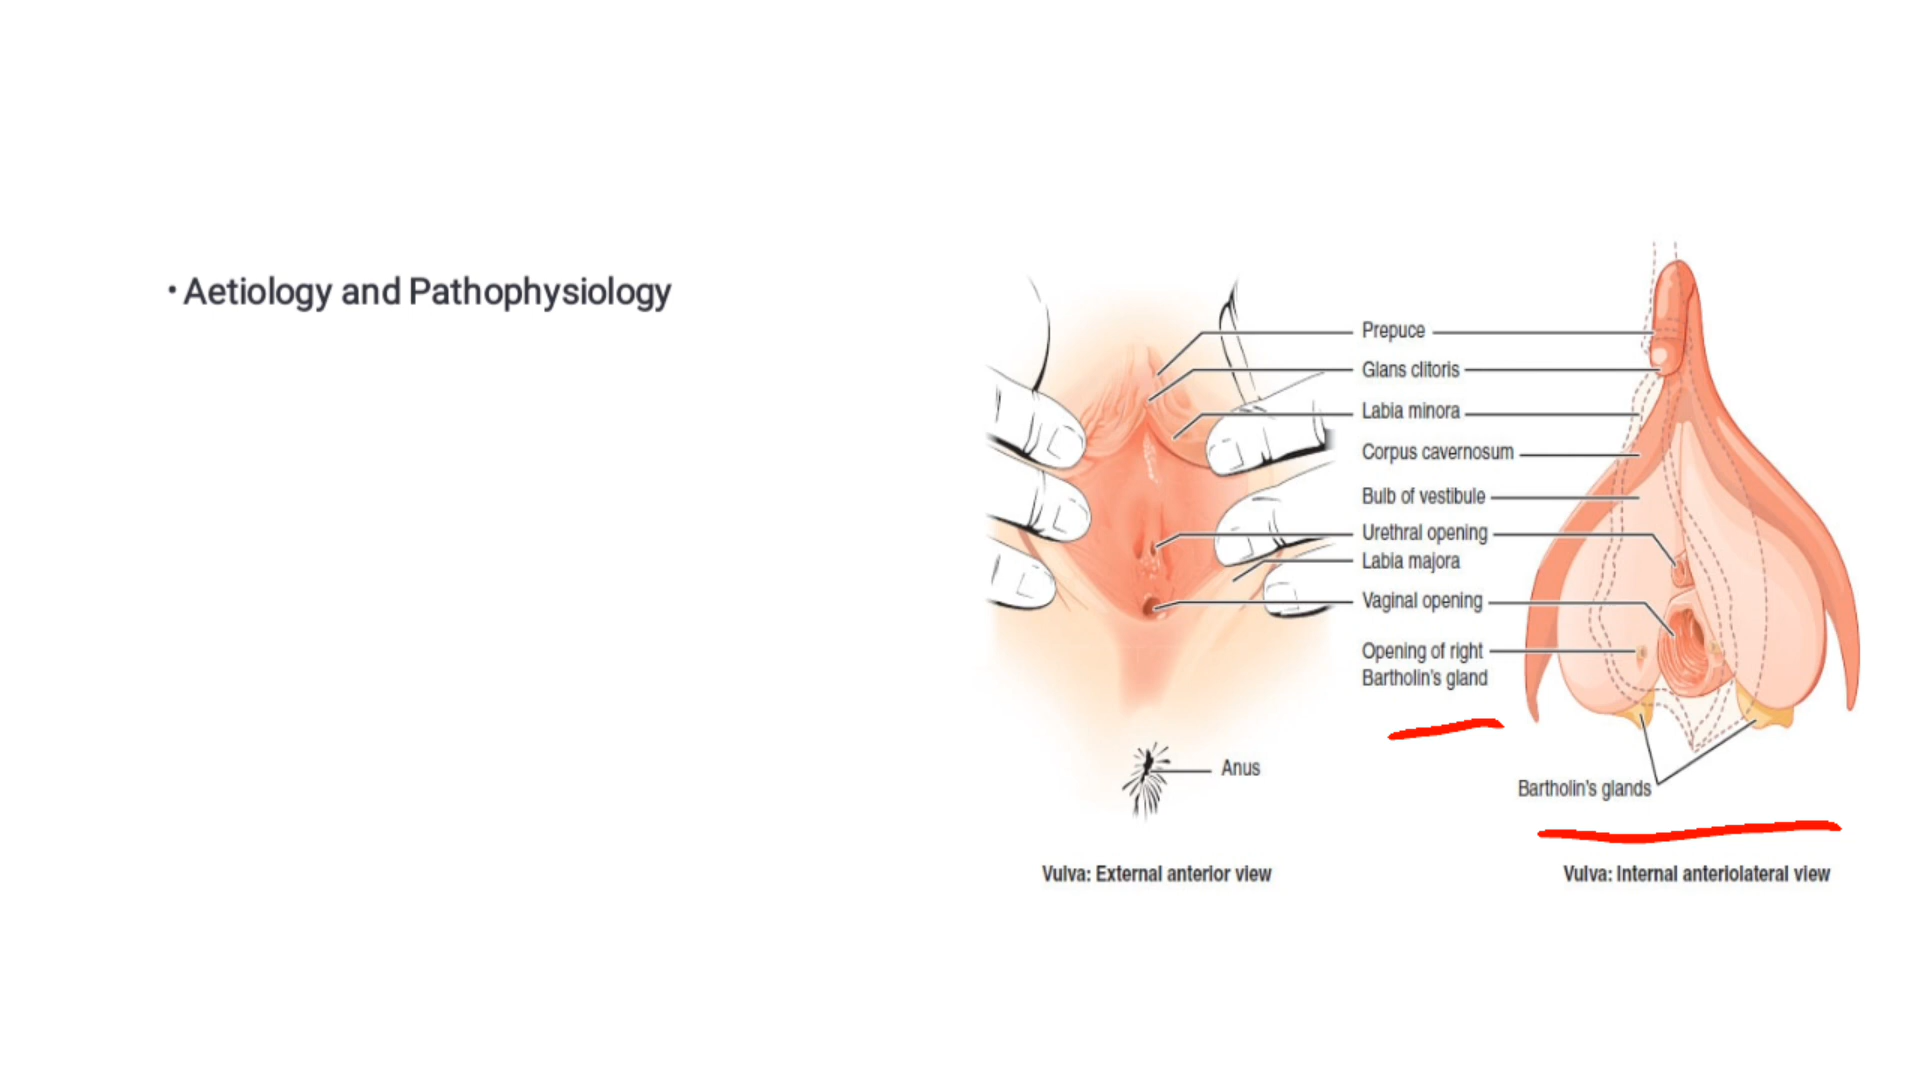 • Aetiology and Pathophysiology
Prepuce
Glans clitoris
Labia minora
Corpus cavernosum
Bulb of vestibule
Urethral opening
Labia majora
Vaginal opening
Opening of right
Bartholin's gland
Anus
Bartholin's glands
Vulva: External anterior view
Vulva: Internal anteriolateral view